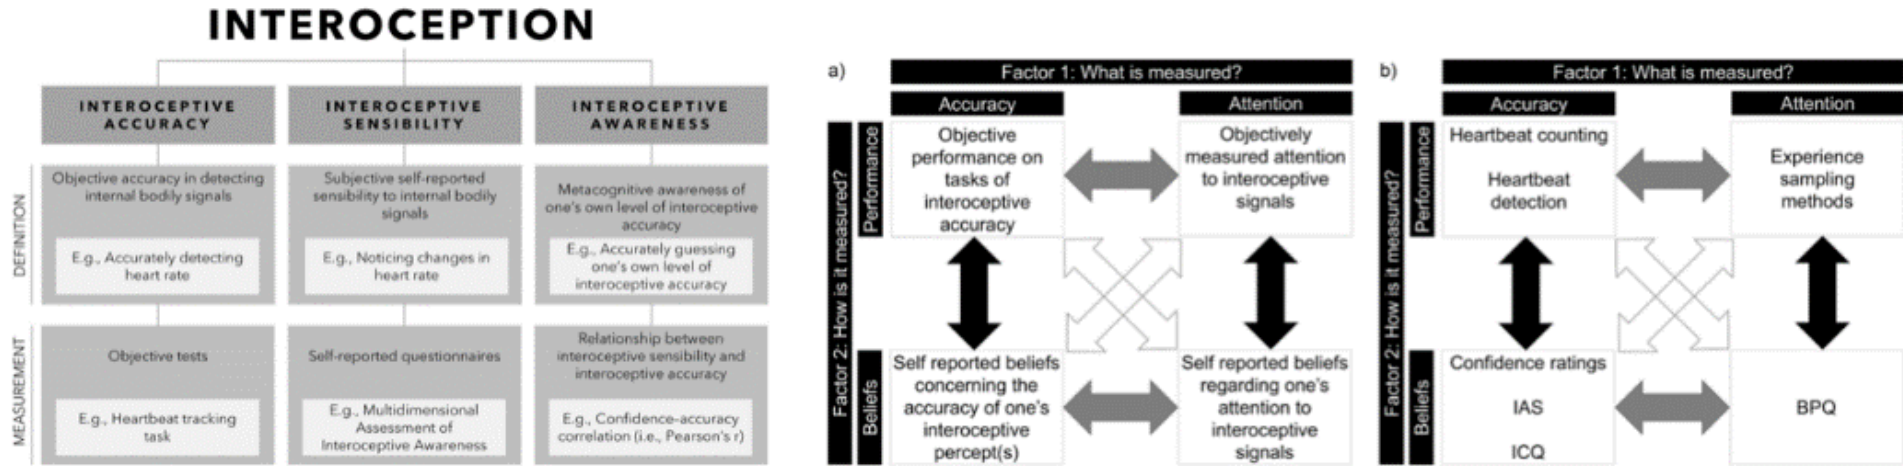 INTEROCEPTION
INTEROCEPTIVE
ACCURACY
INTEROCEPTIVE
SENSIBILITY
INTEROCEPTIVE
AWARENESS
DEFINITION
Objective accuracy in detecting
internal bodily signals
E.g., Accurately detecting
heart rate
Subjective self-reported
sensibility to internal bodily
signals
E.g., Noticing changes in
heart rate
Metacognitive awareness of
one's own level of interoceptive
accuracy
E.g., Accurately guessing
one's own level of
interoceptive accuracy
MEASUREMENT
Objective tests
E.g., Heartbeat tracking
task
Self-reported questionnaires
E.g., Multidimensional
Assessment of
Interoceptive Awareness
Relationship between
interoceptive sensibility and
interoceptive accuracy
E.g., Confidence-accuracy
correlation (i.e., Pearson's r)
a)
Factor 1: What is measured?
Accuracy
Attention
Factor 2: How is it measured?
Performance
Objective
performance on
tasks of
interoceptive
accuracy
Objectively
measured attention
to interoceptive
signals
Beliefs
Self reported beliefs
concerning the
accuracy of one's
interoceptive
percept(s)
Self reported beliefs
regarding one's
attention to
interoceptive
signals
b)
Factor 1: What is measured?
Accuracy
Attention
Factor 2: How is it measured?
Performance
Heartbeat counting
Heartbeat
detection
Experience
sampling
methods
Beliefs
Confidence ratings
IAS
ICQ
BPQ